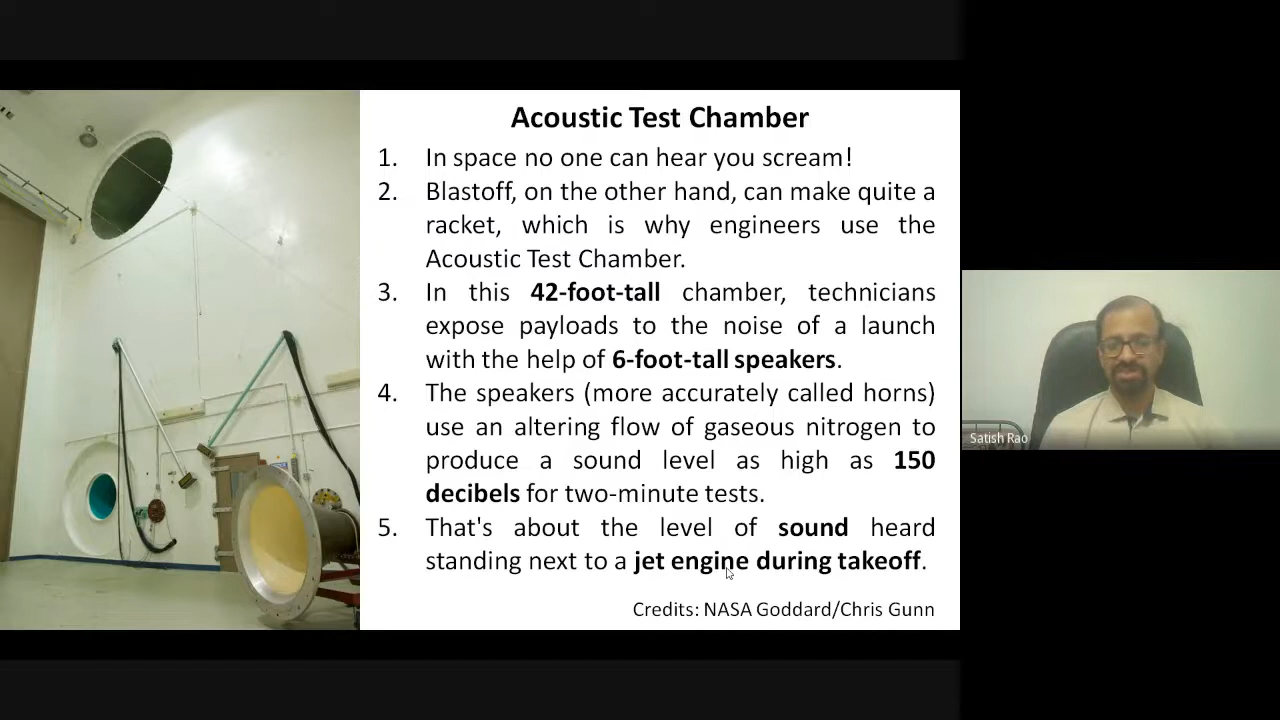 Acoustic Test Chamber
1. In space no one can hear you scream!
2. Blastoff, on the other hand, can make quite a
racket, which is why engineers use the
Acoustic Test Chamber.
3. In this 42-foot-tall chamber, technicians
expose payloads to the noise of a launch
with the help of 6-foot-tall speakers.
4. The speakers (more accurately called horns)
use an altering flow of gaseous nitrogen to
produce a sound level as high as 150
decibels for two-minute tests.
5. That's about the level of sound heard
standing next to a jet engine during takeoff.
Credits: NASA Goddard/Chris Gunn
Satish Rao